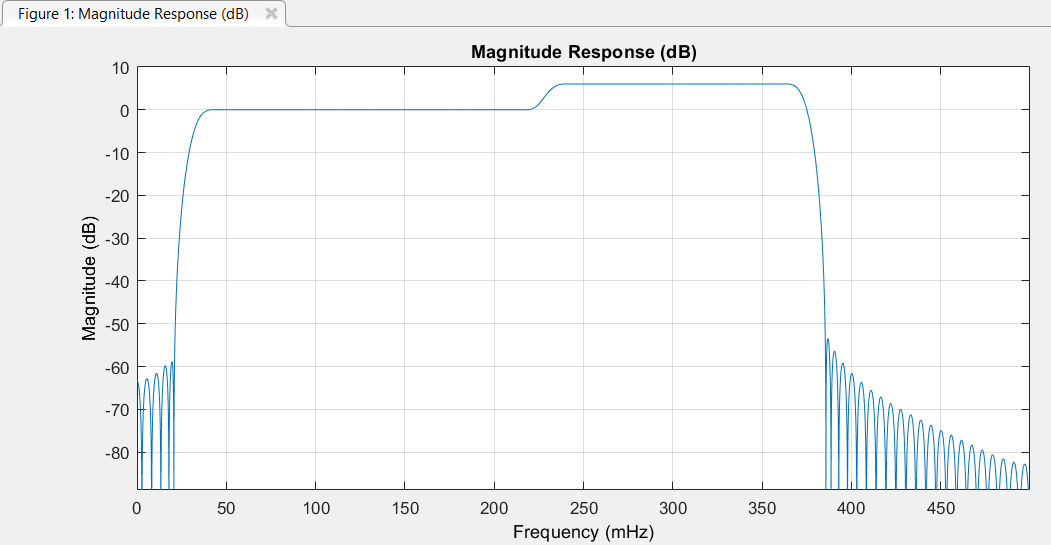 Figure 1: Magnitude Response (dB)
Magnitude Response (dB)
10
0
-10
-20
-30
-40
-50
-60
-70
-80
Magnitude (dB)
0 50 100 150 200 250 300 350 400 450
Frequency (mHz)